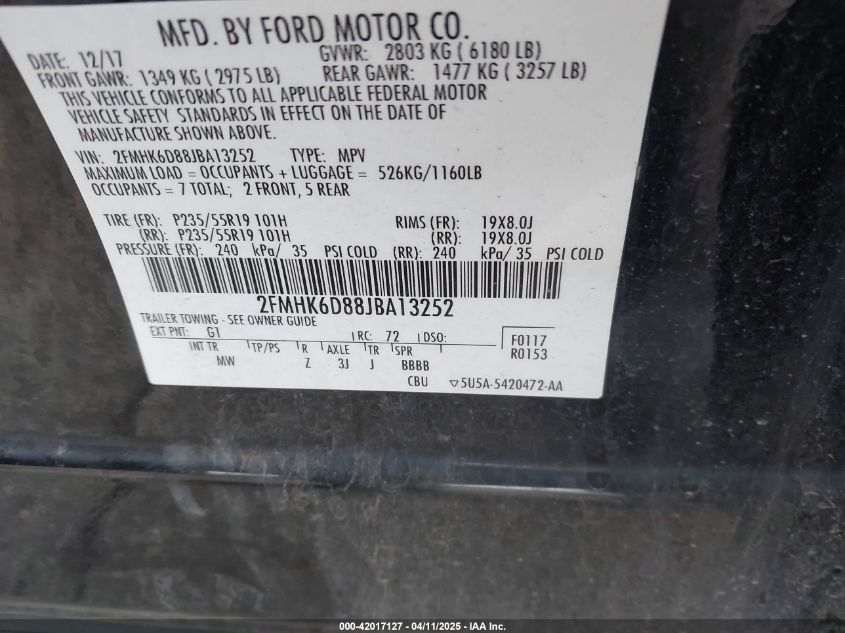 MFD. BY FORD MOTOR CO.
DATE: 12/17 GVWR: 2803 KG ( 6180 LB)
FRONT GAWR: 1349 KG ( 2975 LB) REAR GAWR: 1477 KG ( 3257 LB)
THIS VEHICLE CONFORMS TO ALL APPLICABLE FEDERAL MOTOR
VEHICLE SAFETY STANDARDS IN EFFECT ON THE DATE OF
MANUFACTURE SHOWN ABOVE.
VIN: 2FMHK6D88JBA13252 TYPE: MPV
MAXIMUM LOAD = OCCUPANTS + LUGGAGE = 526KG/1160LB
OCCUPANTS = 7 TOTAL; 2 FRONT, 5 REAR
TIRE (FR): P235/55R19 101H RIMS (FR): 19X8.0J
(RR): P235/55R19 101H (RR): 19X8.0J
PRESSURE (FR): 240 kPa/ 35 PSI COLD (RR): 240 kPa/ 35 PSI COLD
2FMHK6D88JBA13252
TRAILER TOWING - SEE OWNER GUIDE
EXT PNT: G1 RC: 72 DSO: F0117
INT TR TP/PS R AXLE TR SPR R0153
MW Z 3J J BBBB
CBU ▽5U5A-5420472-AA
000-42017127 - 04/11/2025 - IAA Inc.